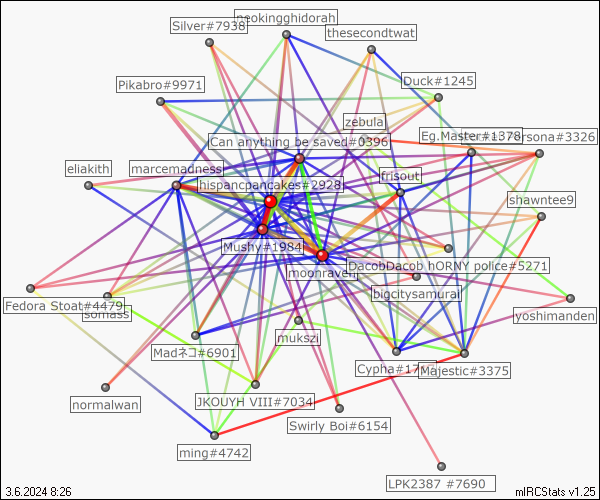 neokingghidorah
Silver#7938
thesecondtwat
Duck#1245
Pikabro#9971
zebula
Eg.Master#1378
ersona#3326
Can anything be saved#0396
eliakith
marcemadness
frisout
hispancpancakes#2928
shawntee9
Mushy#1984
DacobDacob
hORNY police#5271
moonraven
bigcitysamurai
Fedora Stoat#4479
somass
yoshimanden
mukszi
Madネコ#6901
Cypha#17
Majestic#3375
normalwan
JKOUYH VIII#7034
Swirly Boi#6154
ming#4742
LPK2387 #7690
3.6.2024 8:26
mIRCStats v1.25